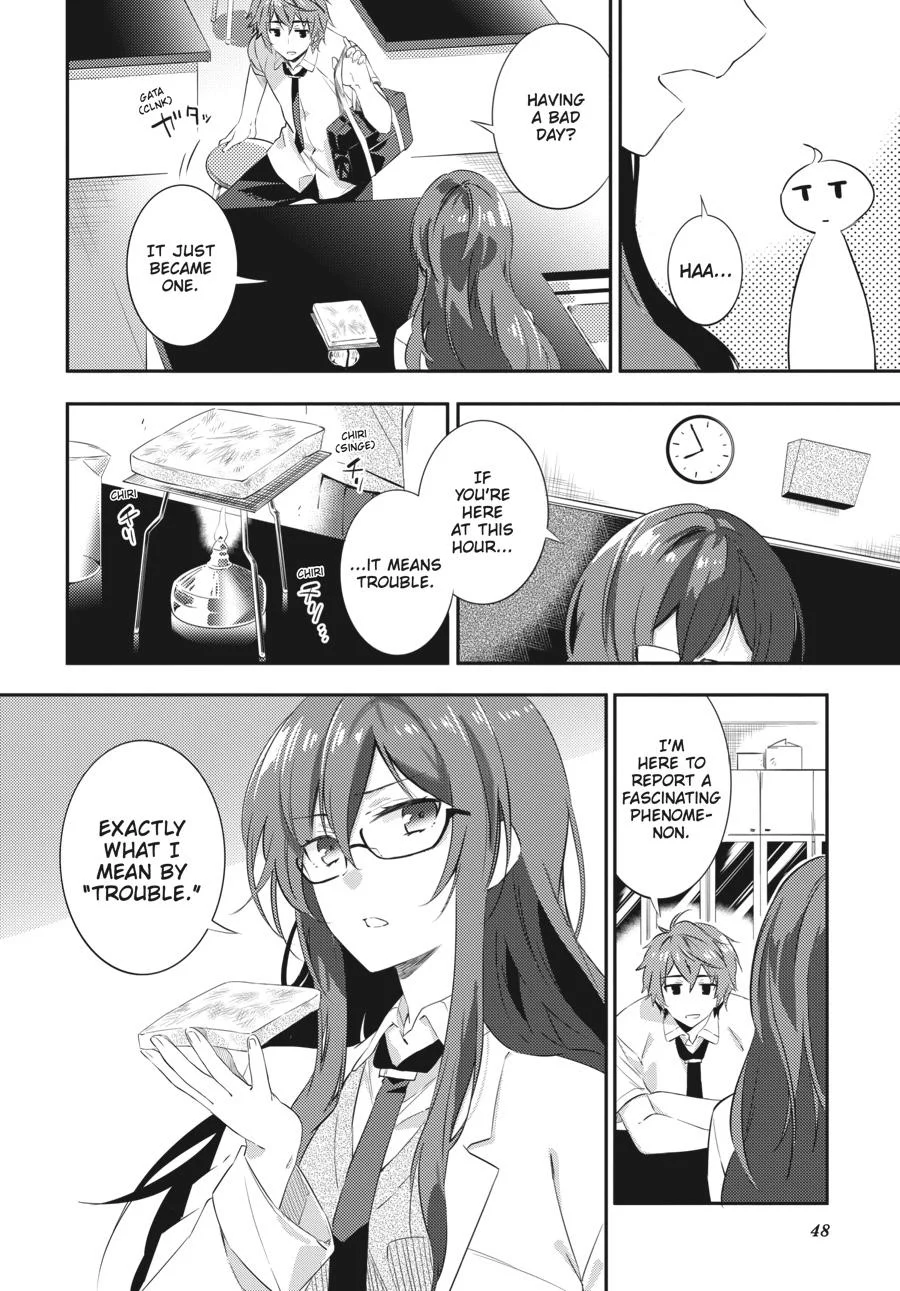 HAA...
HAVING
A BAD
DAY?
GATA
(CLNK)
ガタッ
IT JUST
BECAME
ONE.
IF
YOU'RE
HERE
AT THIS
HOUR...
...IT MEANS
TROUBLE.
CHIRI
(SINGE)
チリ
CHIRI
チリ
CHIRI
チリ…
I'M
HERE TO
REPORT A
FASCINATING
PHENOME-
NON.
EXACTLY
WHAT I
MEAN BY
"TROUBLE."
48